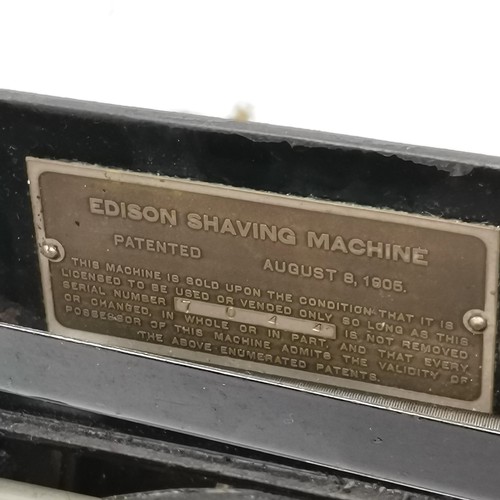 EDISON SHAVING MACHINE
PATENTED AUGUST 8, 1905.
THIS MACHINE IS SOLD UPON THE CONDITION THAT IT IS
LICENSED TO BE USED OR VENDED ONLY SO LONG AS THIS
SERIAL NUMBER 7044 IS NOT REMOVED
OR CHANGED, IN WHOLE OR IN PART, AND THAT EVERY
POSSESSOR OF THIS MACHINE ADMITS THE VALIDITY OF
THE ABOVE ENUMERATED PATENTS.